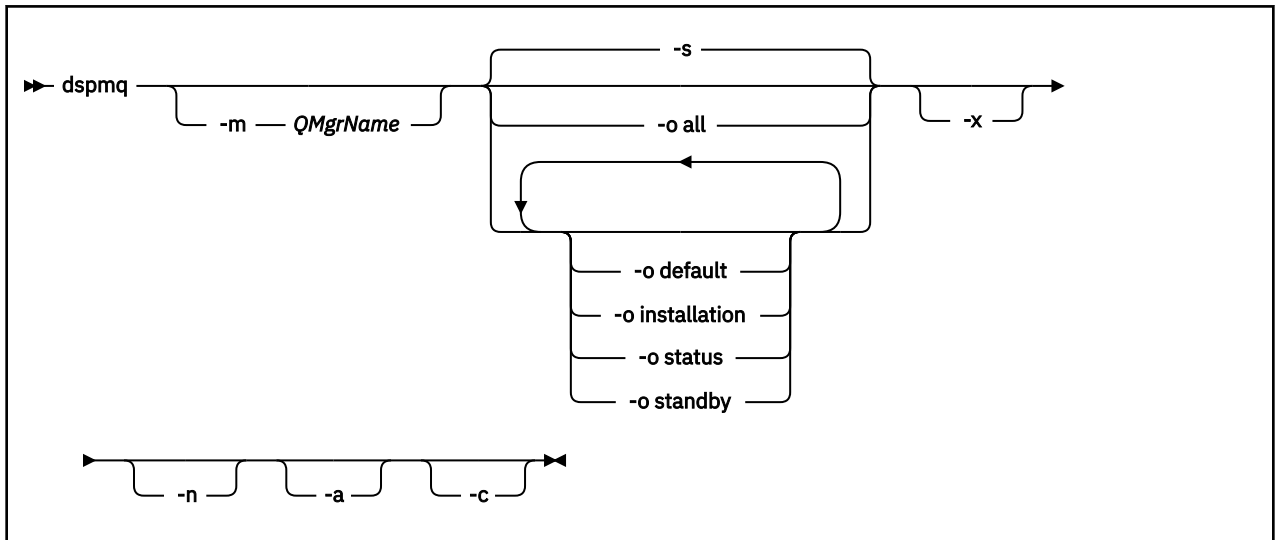 -s
dspmq
-m QMgrName
-o all
-x
-o default
-o installation
-o status
-o standby
-n -a -c